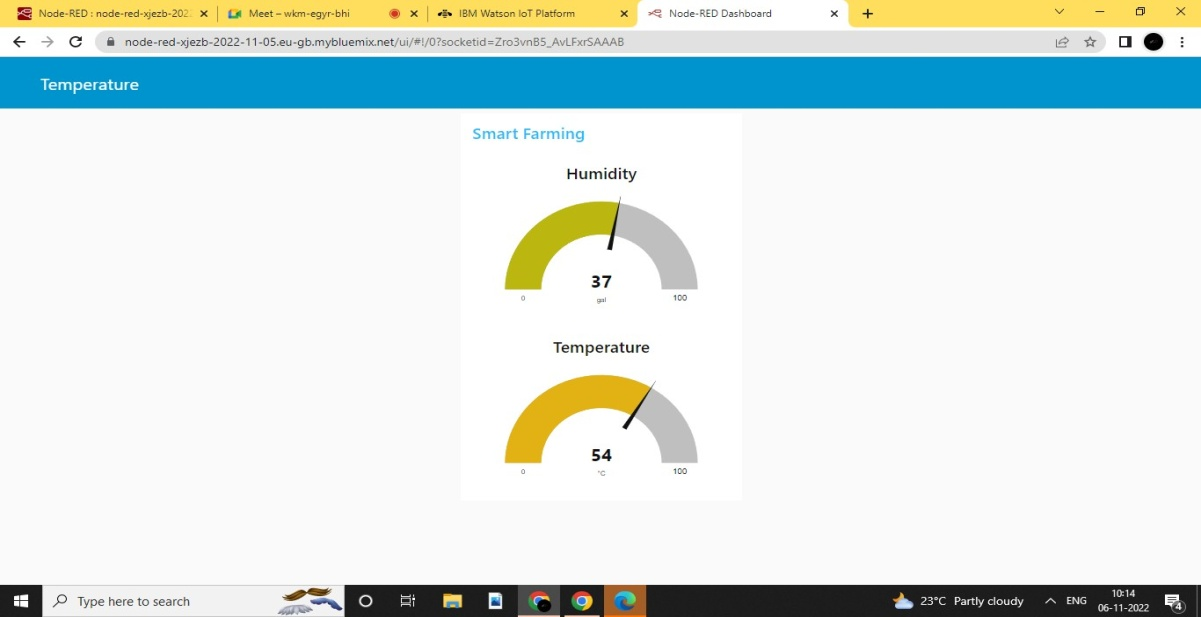 Node-RED : node-red-xjezb-202
Meet – wkm-egyr-bhi
IBM Watson IoT Platform
Node-RED Dashboard
node-red-xjezb-2022-11-05.eu-gb.mybluemix.net/ui/#!/0?socketid=Zro3vnB5_AvLFxrSAAAB
Temperature
Smart Farming
Humidity
37
gal
0
100
Temperature
54
°C
0
100
Type here to search
23°C Partly cloudy
ENG
10:14
06-11-2022
4